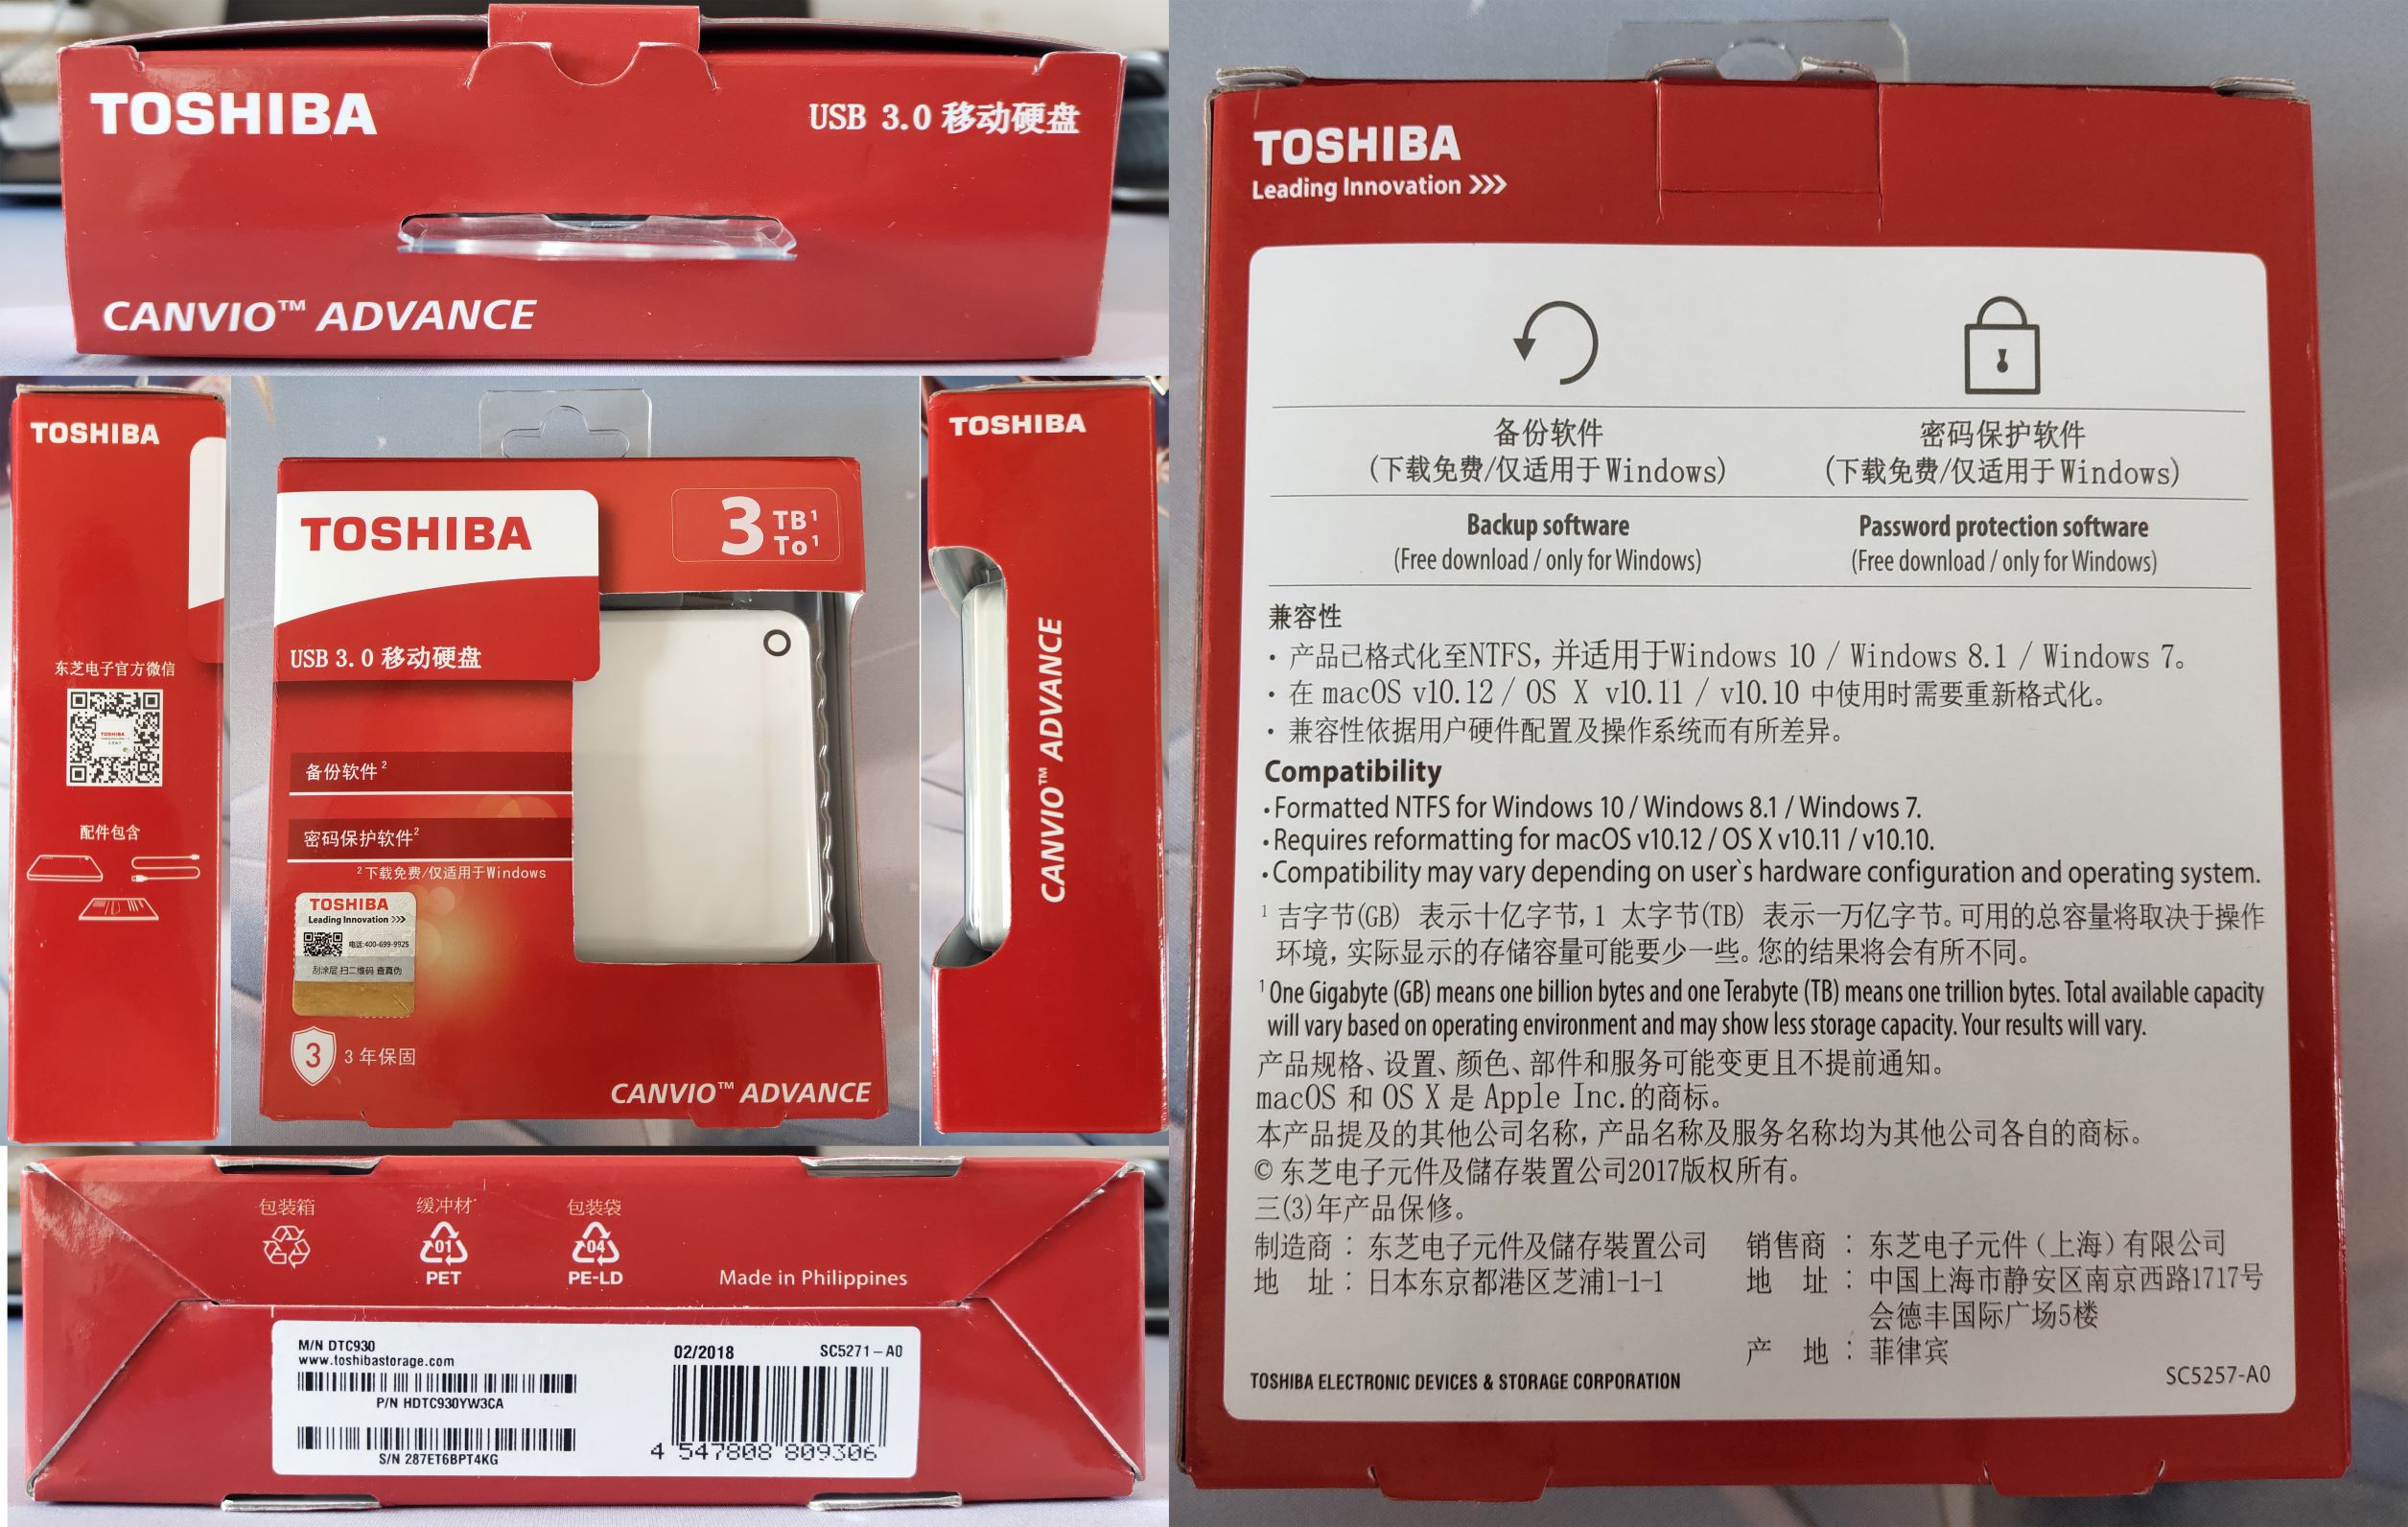 TOSHIBA
USB 3.0 移动硬盘
CANVIO™ ADVANCE
TOSHIBA
东芝电子官方微信
TOSHIBA
配件包含
TOSHIBA
3 TB¹
To¹
USB 3.0 移动硬盘
备份软件²
密码保护软件²
²下载免费/仅适用于Windows
TOSHIBA
Leading Innovation >>>
电话:400-699-9925
刮涂层 扫二维码 查真伪
3
3 年保固
CANVIO™ ADVANCE
TOSHIBA
CANVIO™ ADVANCE
包装箱
缓冲材
包装袋
01
04
PET
PE-LD
Made in Philippines
M/N DTC930
www.toshibastorage.com
P/N HDTC930YW3CA
S/N 287ET6BPT4KG
02/2018
SC5271-A0
4 547808 809306
TOSHIBA
Leading Innovation >>>
备份软件
(下载免费/仅适用于 Windows)
密码保护软件
(下载免费/仅适用于 Windows)
Backup software
(Free download / only for Windows)
Password protection software
(Free download / only for Windows)
兼容性
· 产品已格式化至NTFS, 并适用于Windows 10 / Windows 8.1 / Windows 7。
· 在 macOS v10.12 / OS X v10.11 / v10.10 中使用时需要重新格式化。
· 兼容性依据用户硬件配置及操作系统而有所差异。
Compatibility
· Formatted NTFS for Windows 10 / Windows 8.1 / Windows 7.
· Requires reformatting for macOS v10.12 / OS X v10.11 / v10.10.
· Compatibility may vary depending on user`s hardware configuration and operating system.
¹ 吉字节(GB) 表示十亿字节, 1 太字节(TB) 表示一万亿字节。可用的总容量将取决于操作
环境, 实际显示的存储容量可能要少一些。您的结果将会有所不同。
¹ One Gigabyte (GB) means one billion bytes and one Terabyte (TB) means one trillion bytes. Total available capacity
will vary based on operating environment and may show less storage capacity. Your results will vary.
产品规格、设置、颜色、部件和服务可能变更且不提前通知。
macOS 和 OS X 是 Apple Inc.的商标。
本产品提及的其他公司名称, 产品名称及服务名称均为其他公司各自的商标。
© 东芝电子元件及儲存裝置公司2017版权所有。
三(3)年产品保修。
制造商：东芝电子元件及儲存裝置公司
地 址：日本东京都港区芝浦1-1-1
销售商：东芝电子元件 (上海) 有限公司
地 址：中国上海市静安区南京西路1717号
会德丰国际广场5楼
产 地：菲律宾
TOSHIBA ELECTRONIC DEVICES & STORAGE CORPORATION
SC5257-A0